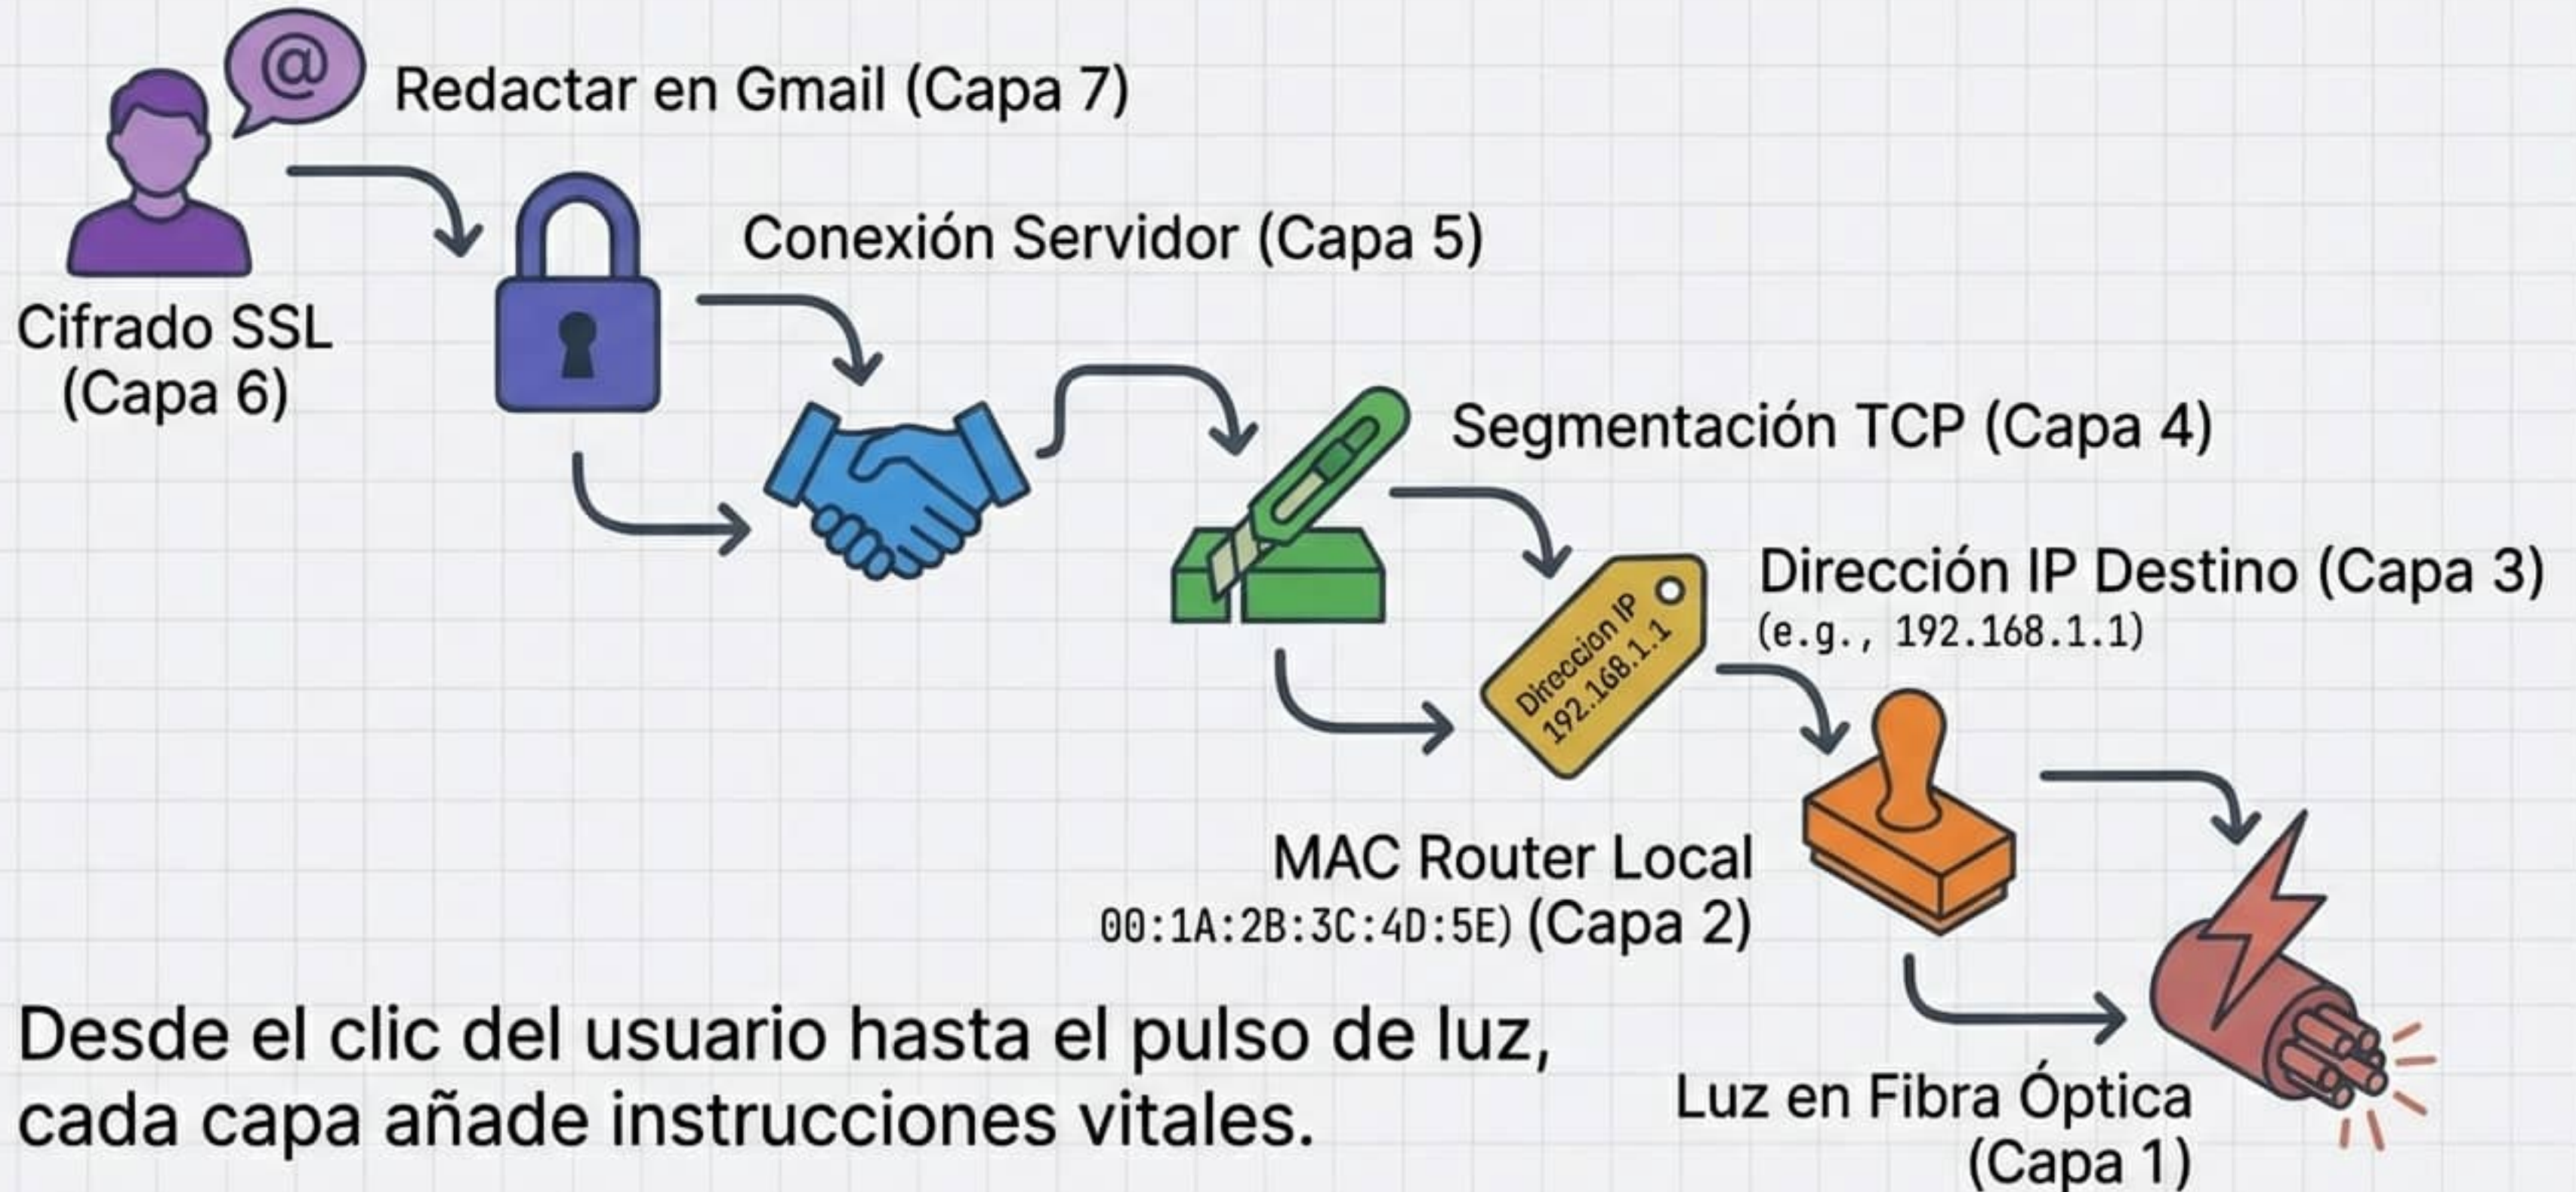 @
Redactar en Gmail (Capa 7)
Cifrado SSL
(Capa 6)
Conexión Servidor (Capa 5)
Segmentación TCP (Capa 4)
Dirección IP Destino (Capa 3)
(e.g., 192.168.1.1)
Direccion IP
192.168.1.1
MAC Router Local
00:1A:2B:3C:4D:5E) (Capa 2)
Luz en Fibra Óptica
(Capa 1)
Desde el clic del usuario hasta el pulso de luz,
cada capa añade instrucciones vitales.